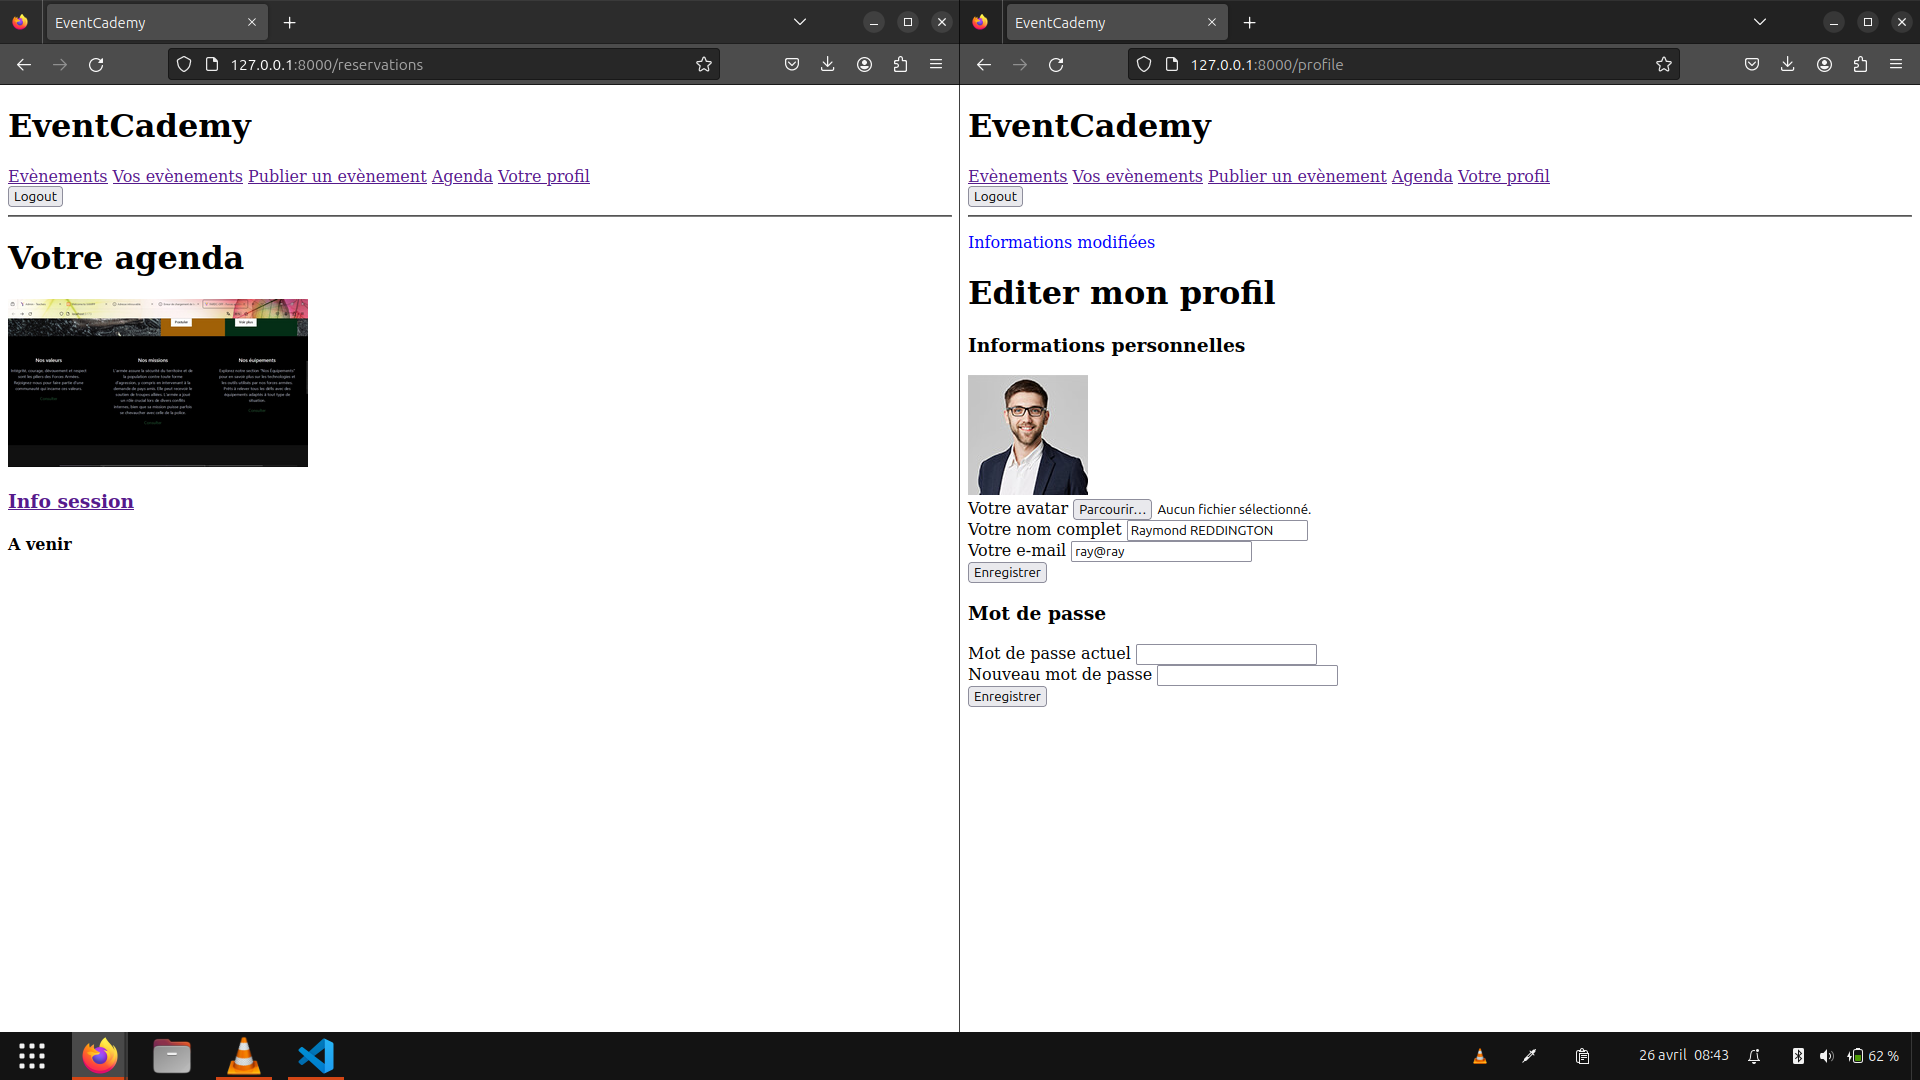 EventCademy
127.0.0.1:8000/reservations
EventCademy
Evènements Vos evènements Publier un evènement Agenda Votre profil
Logout
Votre agenda
Postuler
Voir plus
Nos valeurs
Nos missions
Info session
A venir
EventCademy
127.0.0.1:8000/profile
EventCademy
Evènements Vos evènements Publier un evènement Agenda Votre profil
Logout
Informations modifiées
Editer mon profil
Informations personnelles
Votre avatar Parcourir... Aucun fichier sélectionné.
Votre nom complet Raymond REDDINGTON
Votre e-mail ray@ray
Enregistrer
Mot de passe
Mot de passe actuel
Nouveau mot de passe
Enregistrer
26 avril 08:43
62 %